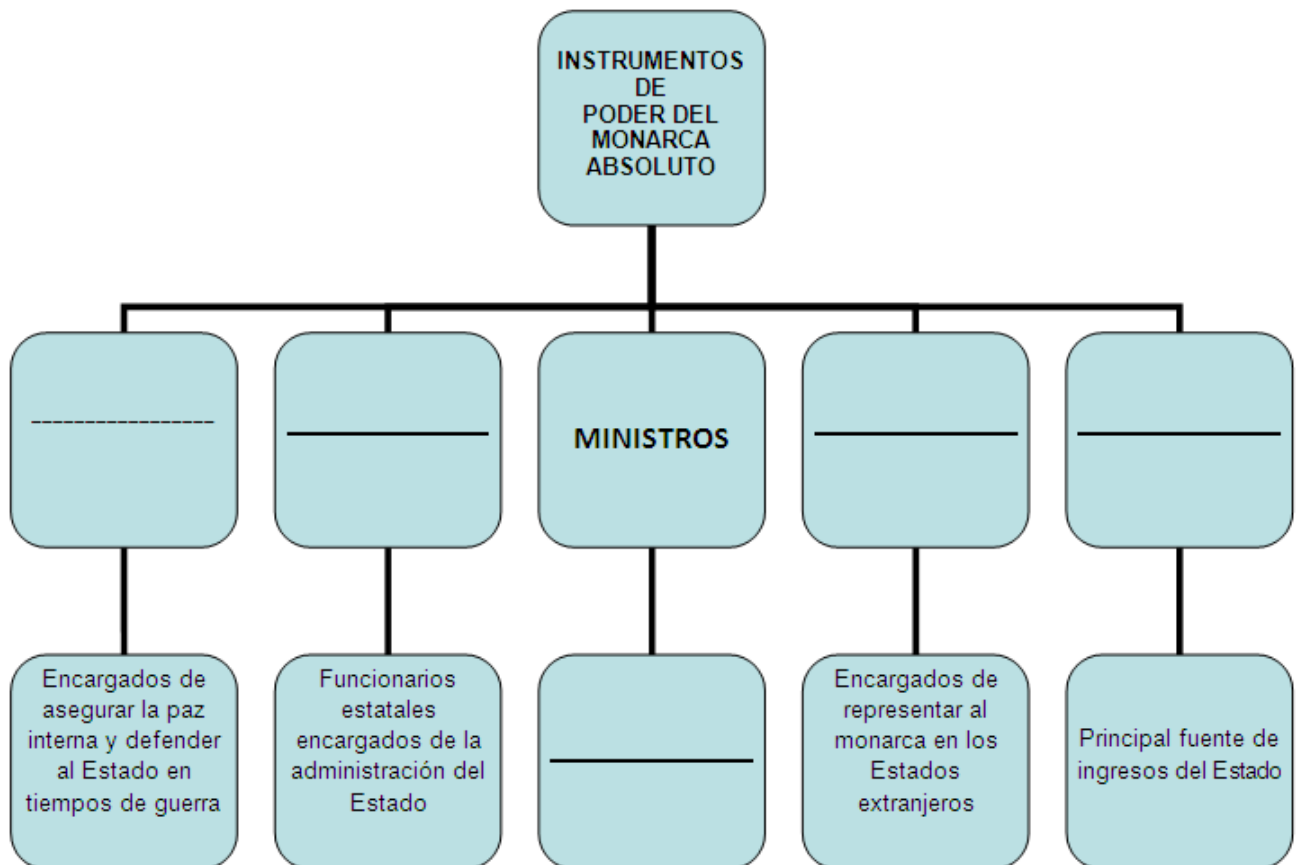 INSTRUMENTOS
DE
PODER DEL
MONARCA
ABSOLUTO
MINISTROS
Encargados de
asegurar la paz
interna y defender
al Estado en
tiempos de guerra
Funcionarios
estatales
encargados de la
administración del
Estado
Encargados de
representar al
monarca en los
Estados
extranjeros
Principal fuente de
ingresos del Estado